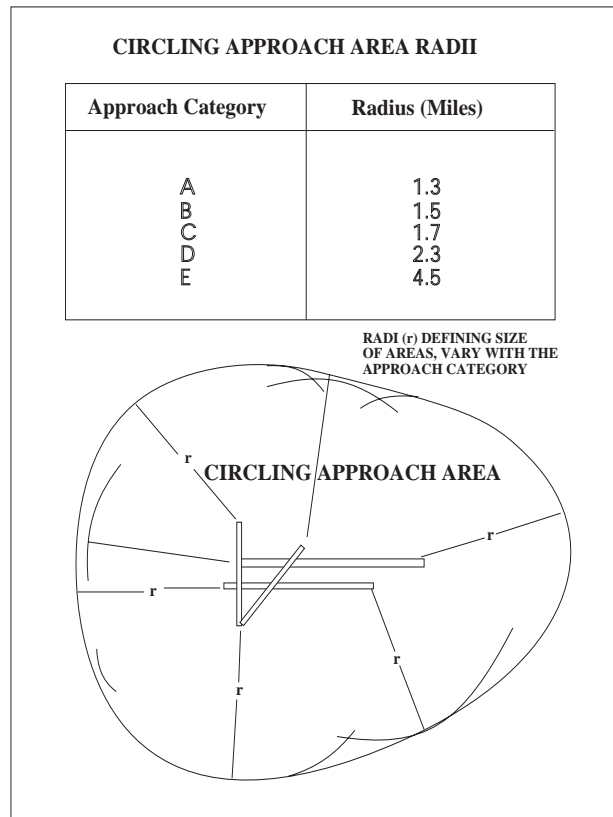 CIRCLING APPROACH AREA RADII
Approach Category Radius (Miles)
A 1.3
B 1.5
C 1.7
D 2.3
E 4.5
RADI (r) DEFINING SIZE
OF AREAS, VARY WITH THE
APPROACH CATEGORY
r
CIRCLING APPROACH AREA
r
r
r
r